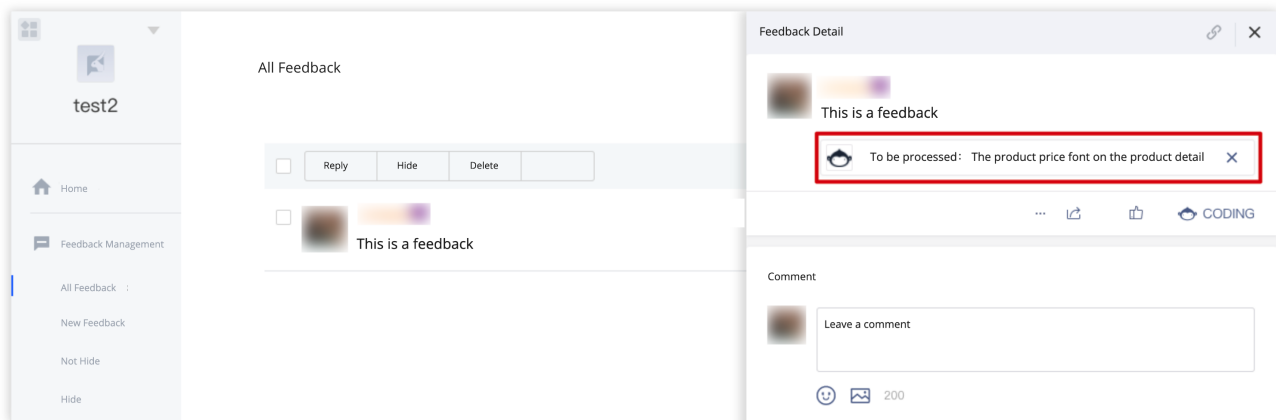 test2
Home
Feedback Management
All Feedback
New Feedback
Not Hide
Hide
All Feedback
Reply Hide Delete
This is a feedback
Feedback Detail
This is a feedback
To be processed: The product price font on the product detail
CODING
Comment
Leave a comment
200